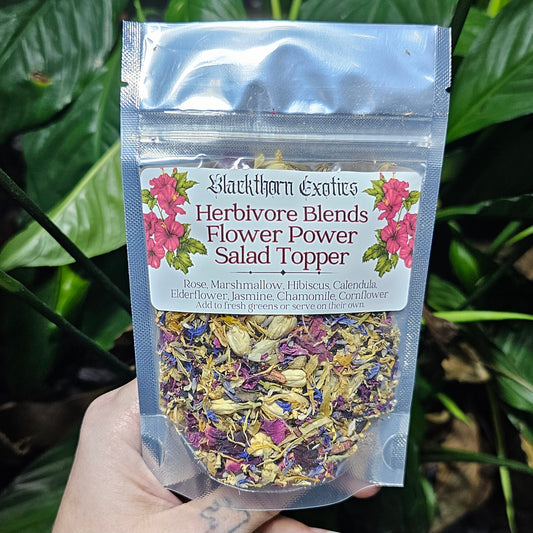 Blackthorn Exotics
Herbivore Blends
Flower Power
Salad Topper
Rose, Marshmallow, Hibiscus, Calendula,
Elderflower, Jasmine, Chamomile, Cornflower
Add to fresh greens or serve on their own.